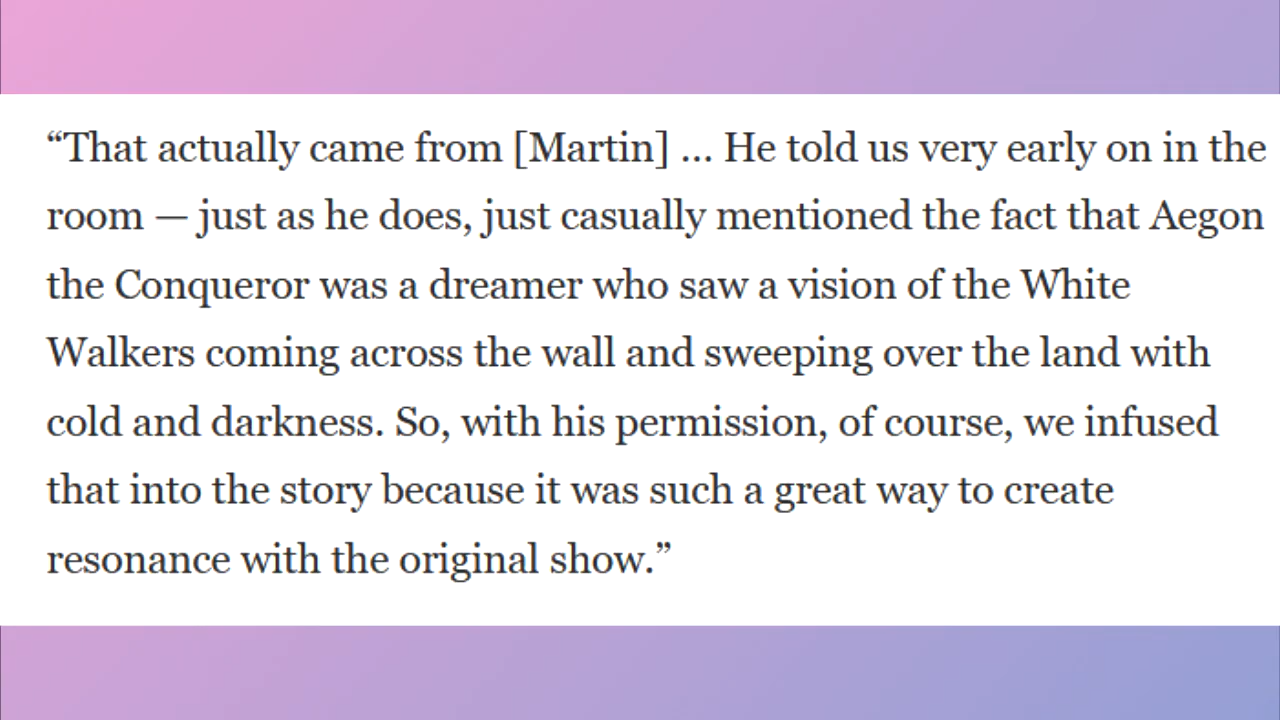 “That actually came from [Martin] ... He told us very early on in the
room — just as he does, just casually mentioned the fact that Aegon
the Conqueror was a dreamer who saw a vision of the White
Walkers coming across the wall and sweeping over the land with
cold and darkness. So, with his permission, of course, we infused
that into the story because it was such a great way to create
resonance with the original show.”